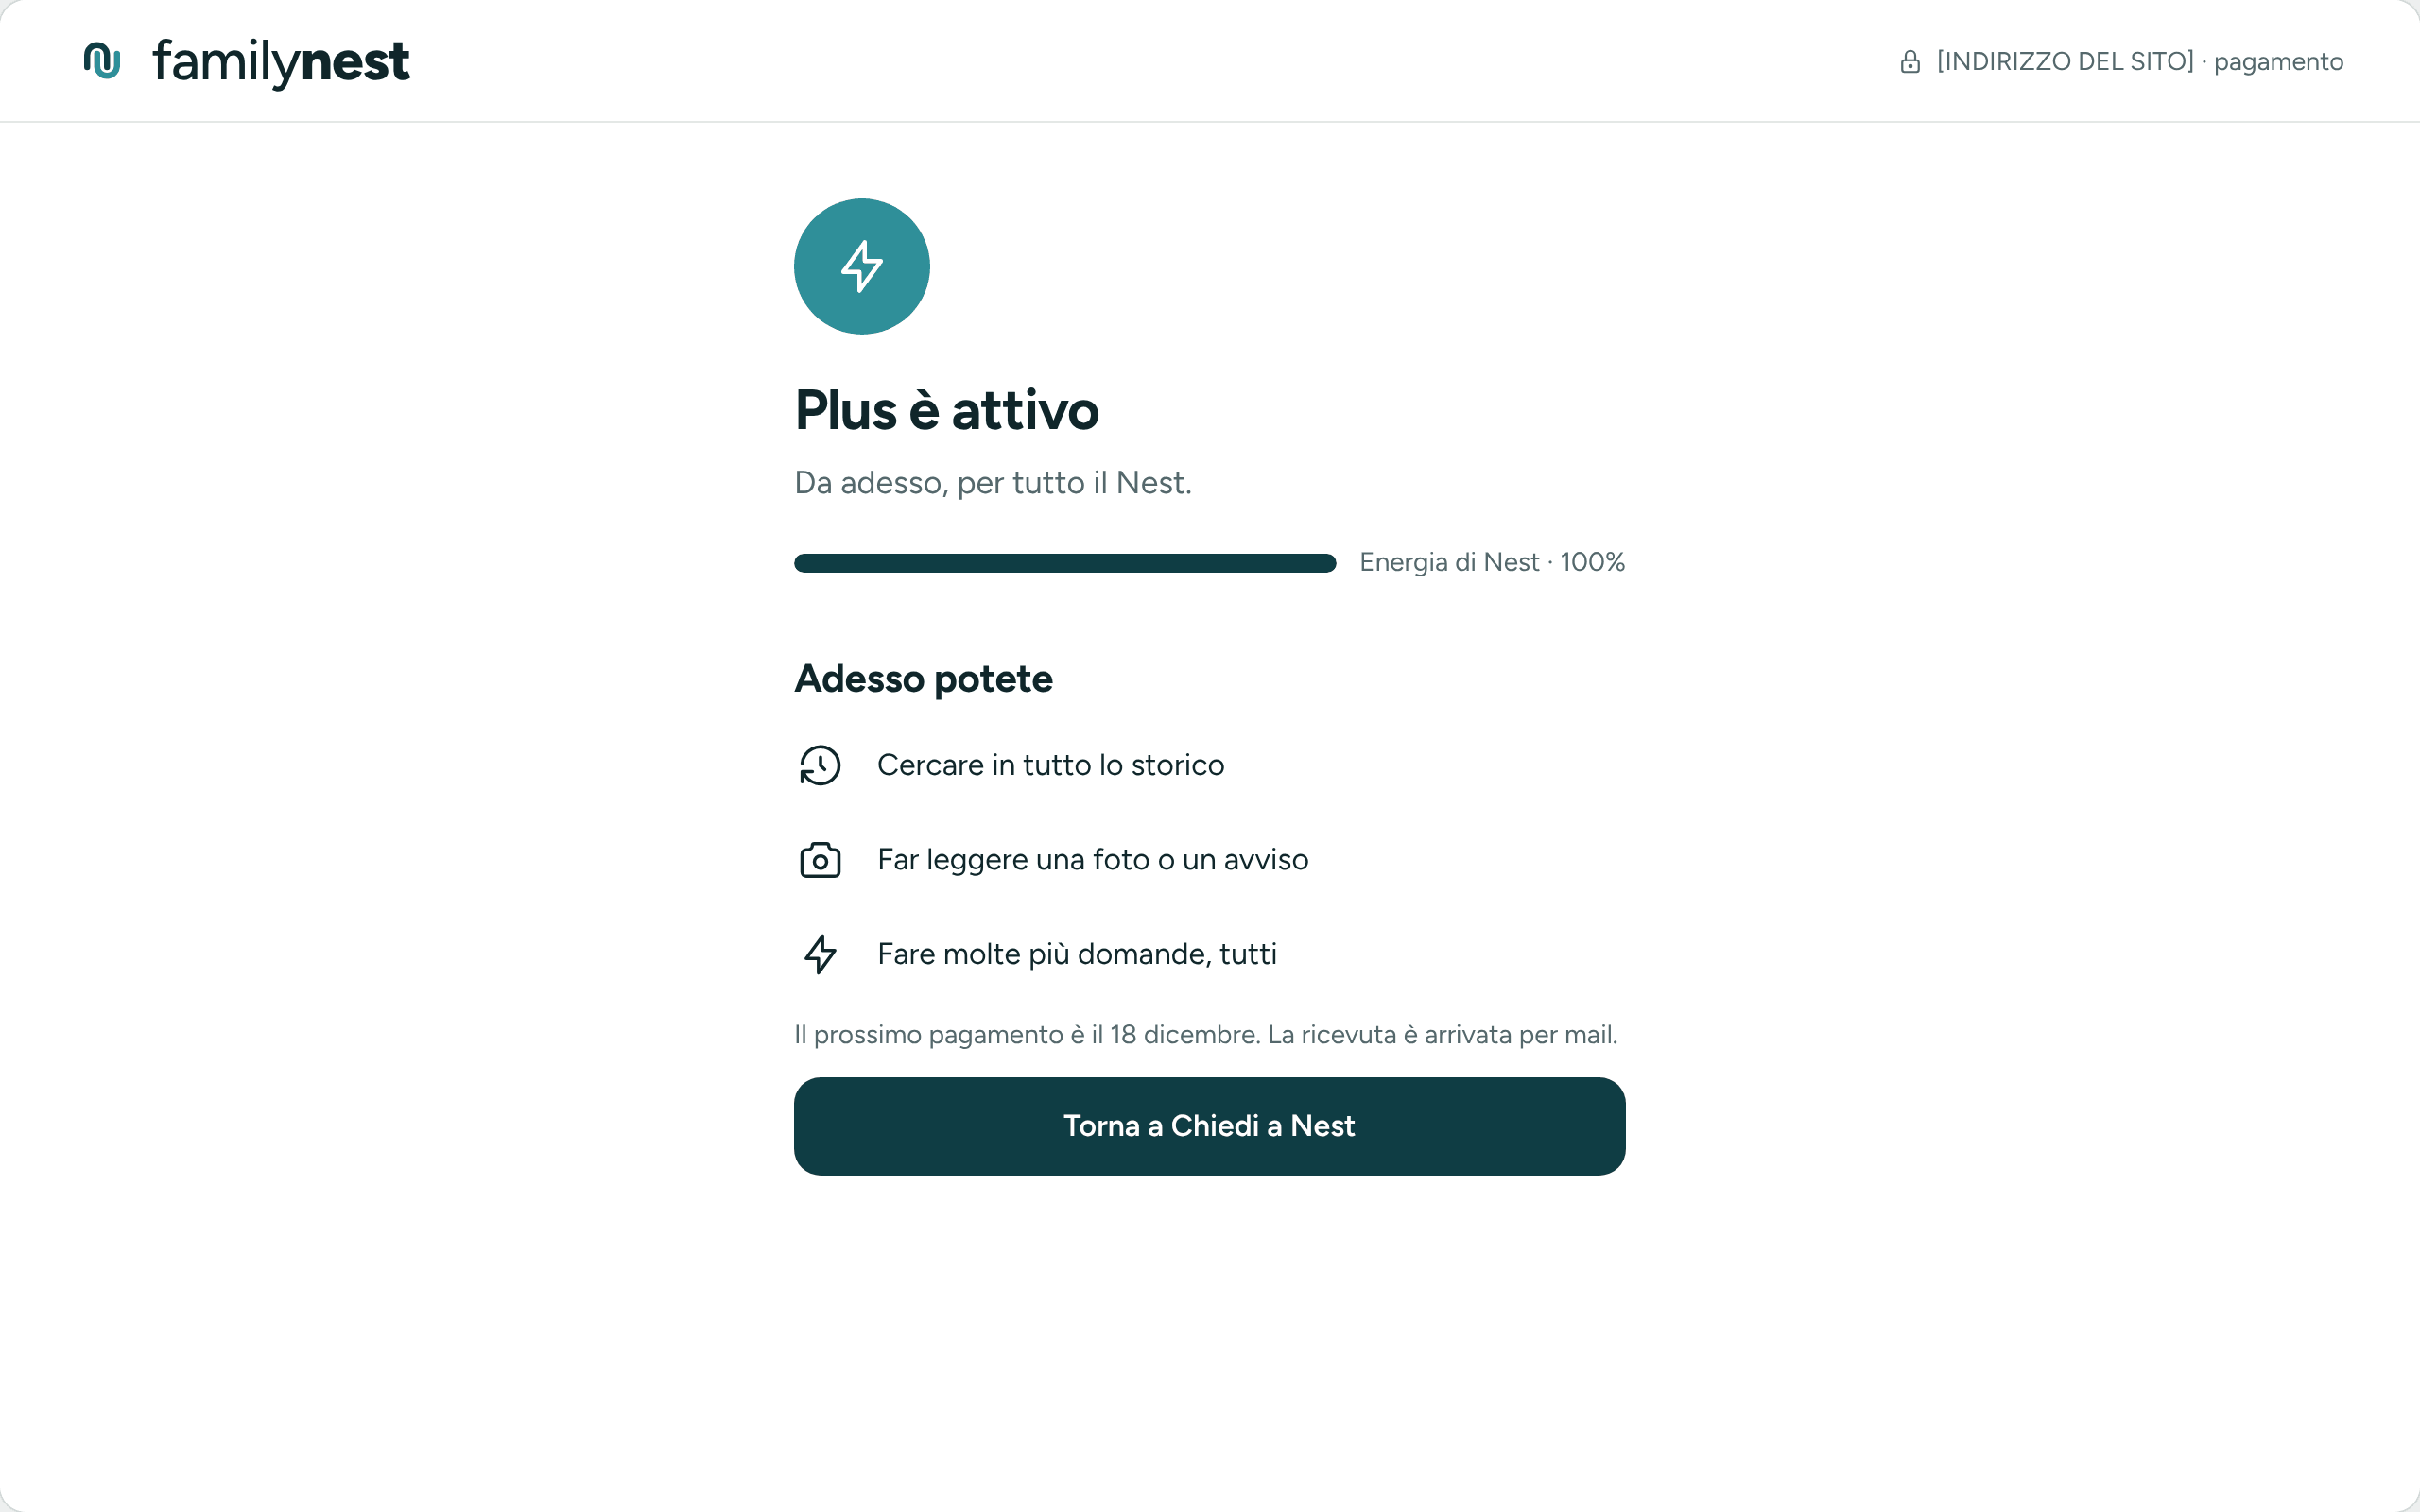 familynest
[INDIRIZZO DEL SITO] · pagamento
Plus è attivo
Da adesso, per tutto il Nest.
Energia di Nest · 100%
Adesso potete
Cercare in tutto lo storico
Far leggere una foto o un avviso
Fare molte più domande, tutti
Il prossimo pagamento è il 18 dicembre. La ricevuta è arrivata per mail.
Torna a Chiedi a Nest